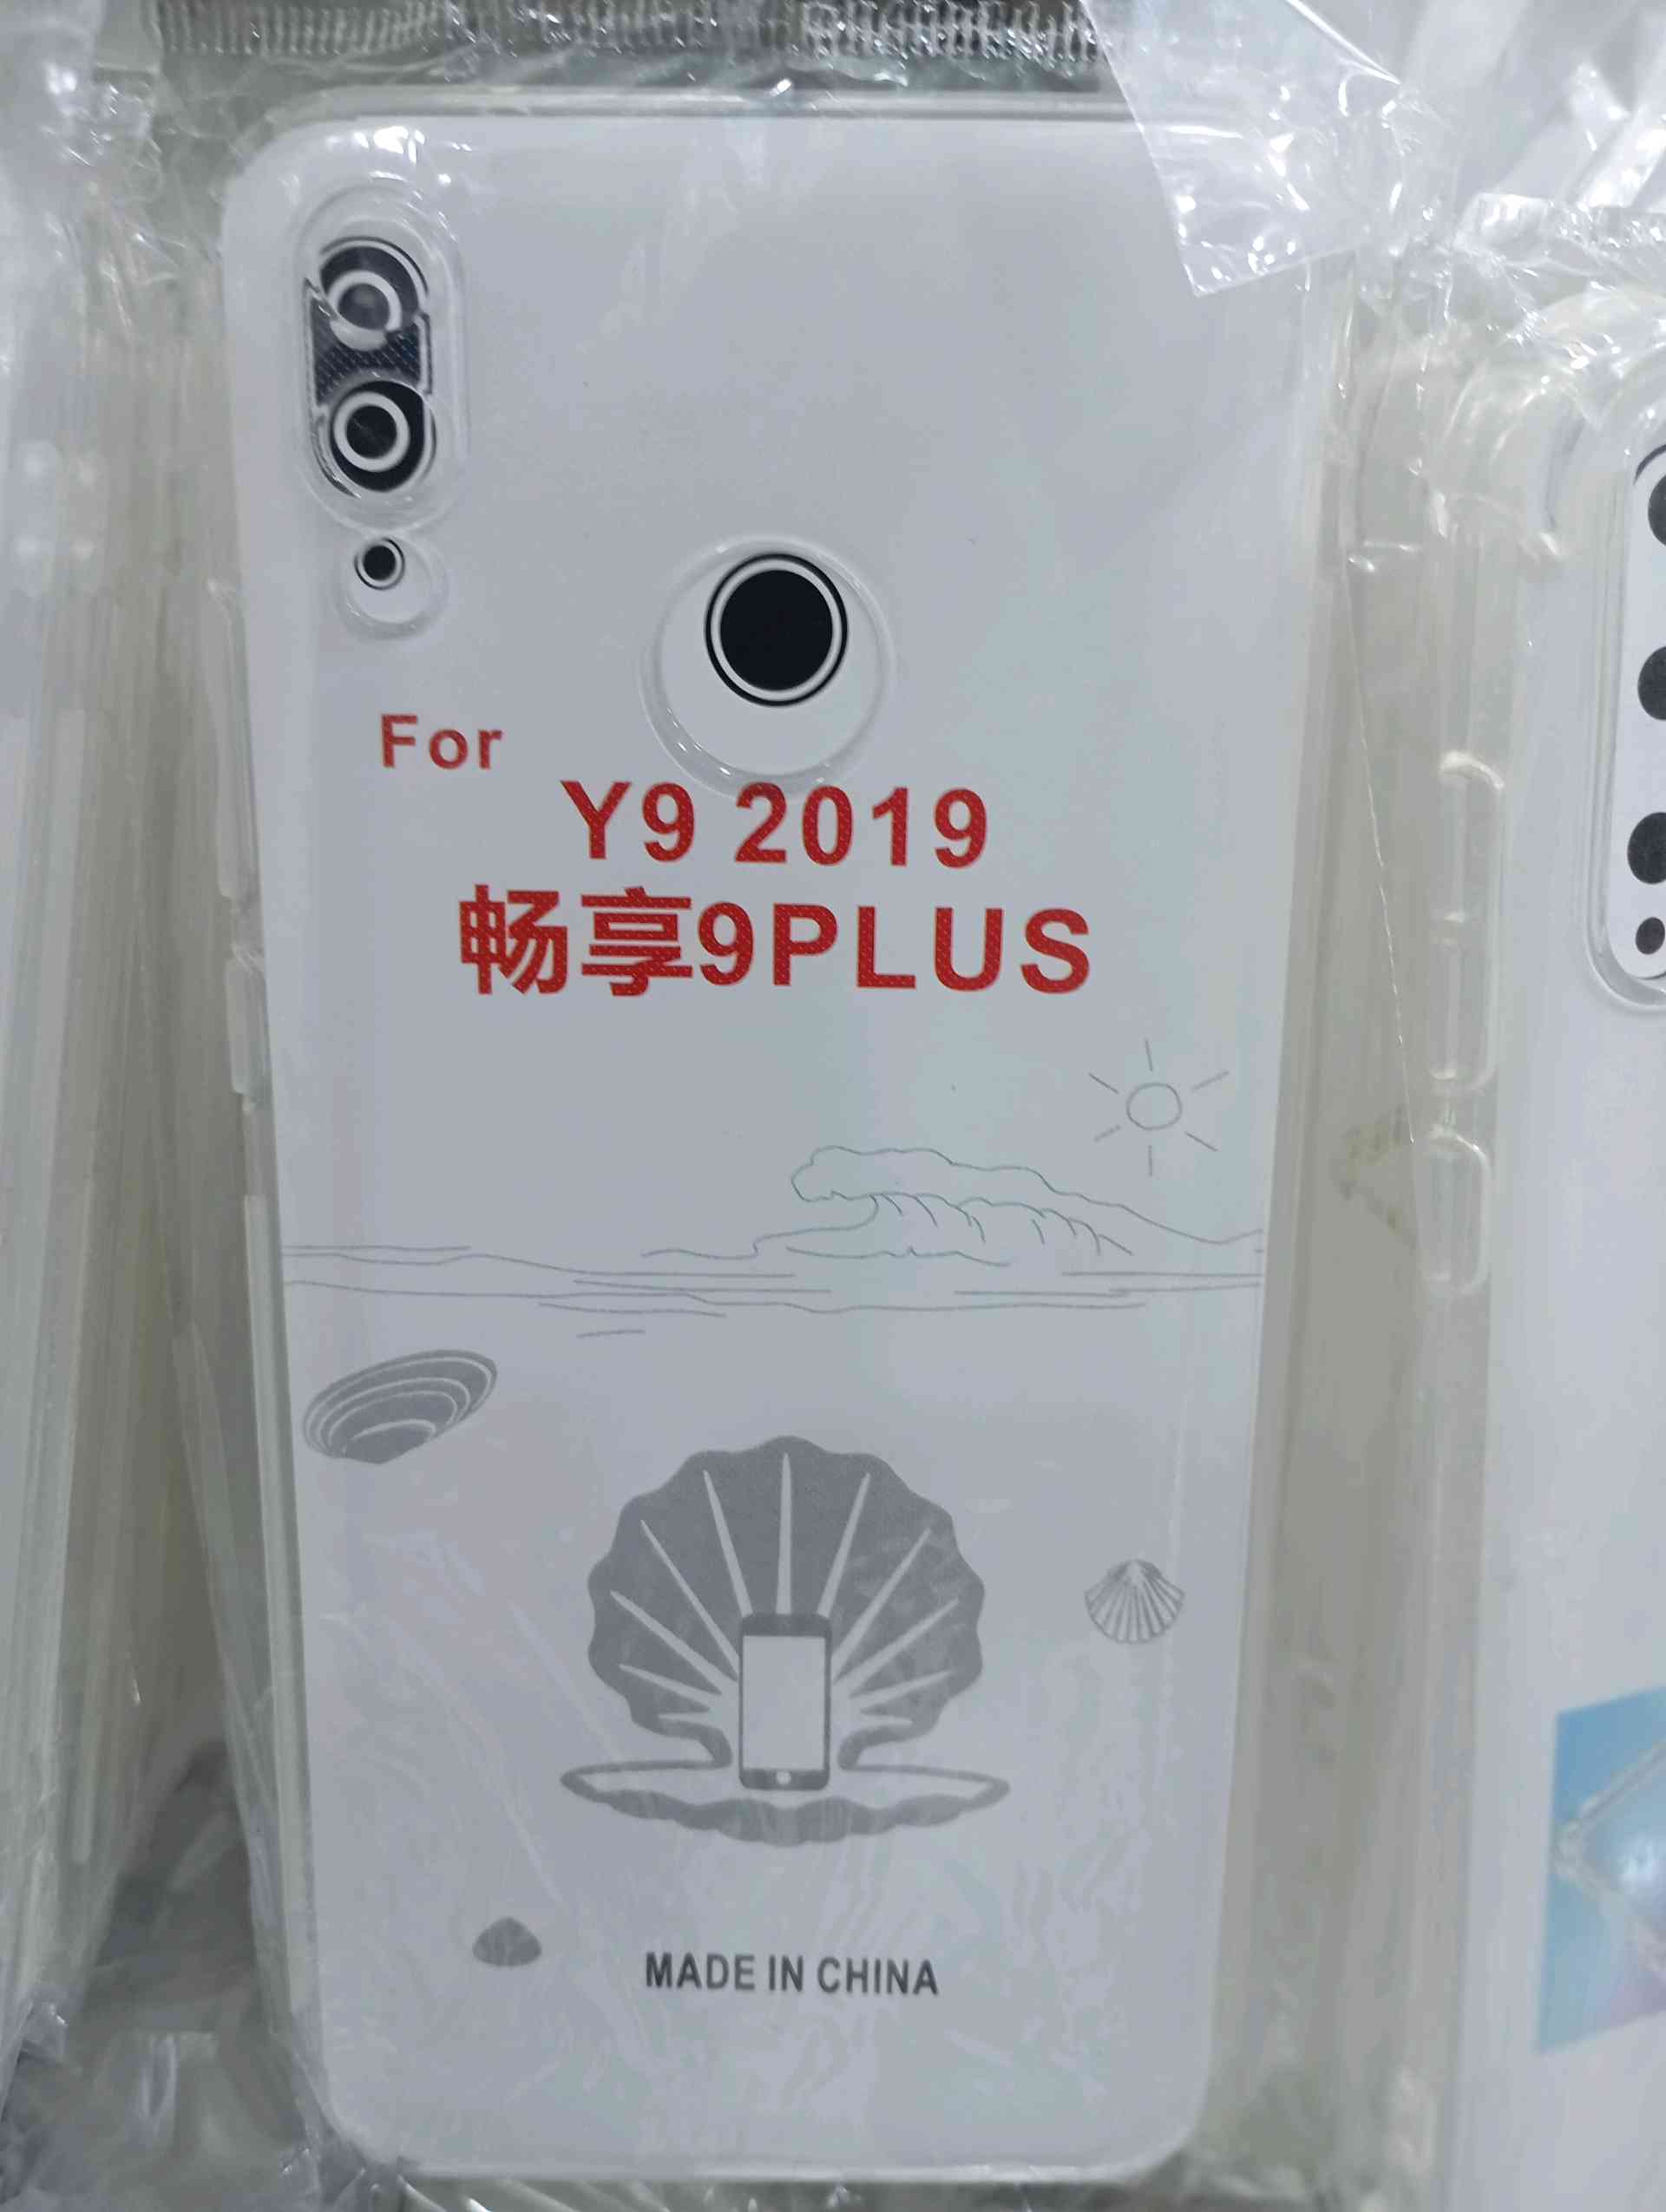 For
Y9 2019
畅享9PLUS
MADE IN CHINA